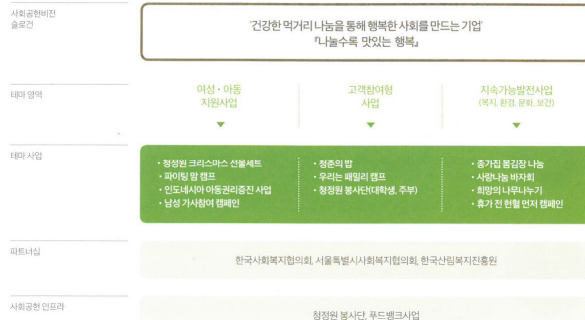 사회공헌비전
슬로건
'건강한 먹거리 나눔을 통해 행복한 사회를 만드는 기업'
『나눌수록 맛있는 행복』
테마 영역
여성·아동
지원사업
고객참여형
사업
지속가능발전사업
(복지, 환경, 문화, 보건)
테마 사업
• 청정원 크리스마스 선물세트
• 파이팅 맘 캠프
• 인도네시아 아동권리증진 사업
• 남성 가사참여 캠페인
• 청춘의 밥
• 우리는 패밀리 캠프
• 청정원 봉사단(대학생, 주부)
• 종가집 봄김장 나눔
• 사랑나눔 바자회
• 희망의 나무나누기
• 휴가 전 헌혈 먼저 캠페인
파트너십
한국사회복지협의회, 서울특별시사회복지협의회, 한국산림복지진흥원
사회공헌 인프라
청정원 봉사단, 푸드뱅크사업